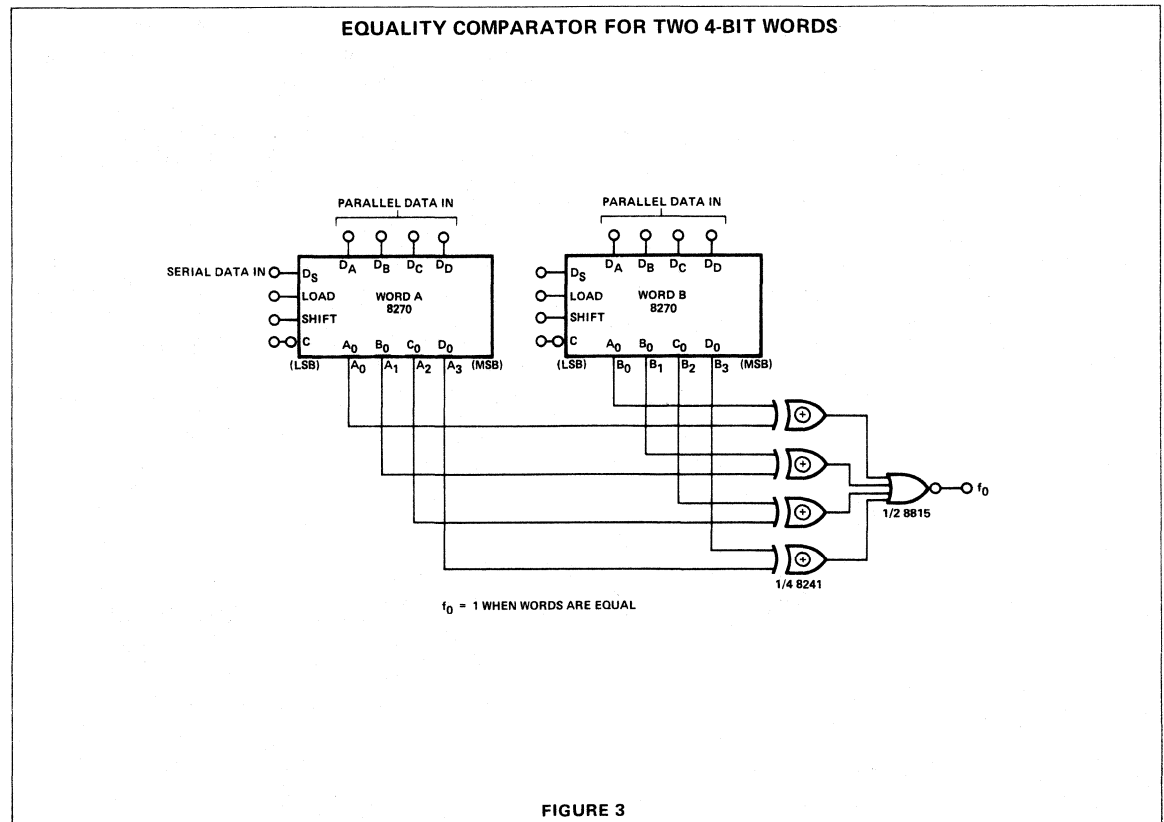 EQUALITY COMPARATOR FOR TWO 4-BIT WORDS
PARALLEL DATA IN
PARALLEL DATA IN
DA DB DC DD
DA DB DC DD
SERIAL DATA IN
DS
LOAD
SHIFT
C
WORD A
8270
A0 B0 C0 D0
(LSB) A0 A1 A2 A3 (MSB)
DS
LOAD
SHIFT
C
WORD B
8270
A0 B0 C0 D0
(LSB) B0 B1 B2 B3 (MSB)
+
+
+
+
f0
1/2 8815
1/4 8241
f0 = 1 WHEN WORDS ARE EQUAL
FIGURE 3